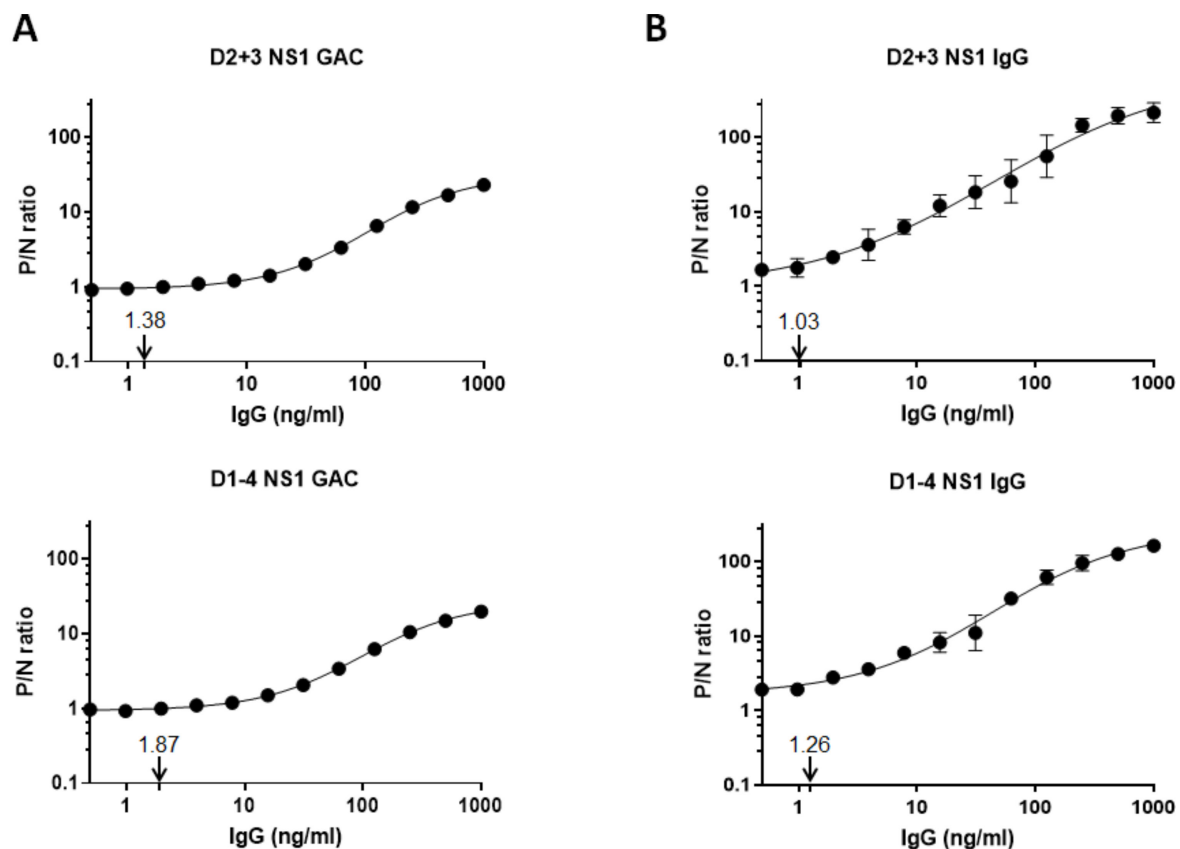 A
D2+3 NS1 GAC
P/N ratio
100
10
1
0.1
1.38
1 10 100 1000
IgG (ng/ml)
D1-4 NS1 GAC
P/N ratio
100
10
1
0.1
1.87
1 10 100 1000
IgG (ng/ml)
B
D2+3 NS1 IgG
P/N ratio
100
10
1
0.1
1.03
1 10 100 1000
IgG (ng/ml)
D1-4 NS1 IgG
P/N ratio
100
10
1
0.1
1.26
1 10 100 1000
IgG (ng/ml)